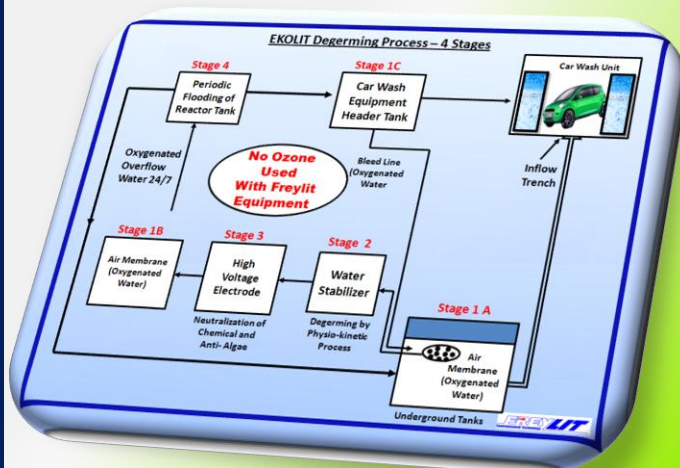 EKOLIT Degerming Process – 4 Stages
Stage 4
Periodic
Flooding of
Reactor Tank
Stage 1C
Car Wash
Equipment
Header Tank
Car Wash Unit
Oxygenated
Overflow
Water 24/7
No Ozone
Used
With Freylit
Equipment
Bleed Line
(Oxygenated
Water
Inflow
Trench
Stage 1B
Air Membrane
(Oxygenated
Water)
Stage 3
High
Voltage
Electrode
Neutralization of
Chemical and
Anti- Algae
Stage 2
Water
Stabilizer
Degerming by
Physio-kinetic
Process
Stage 1 A
Air
Membrane
(Oxygenated
Water)
Underground Tanks
FREYLIT